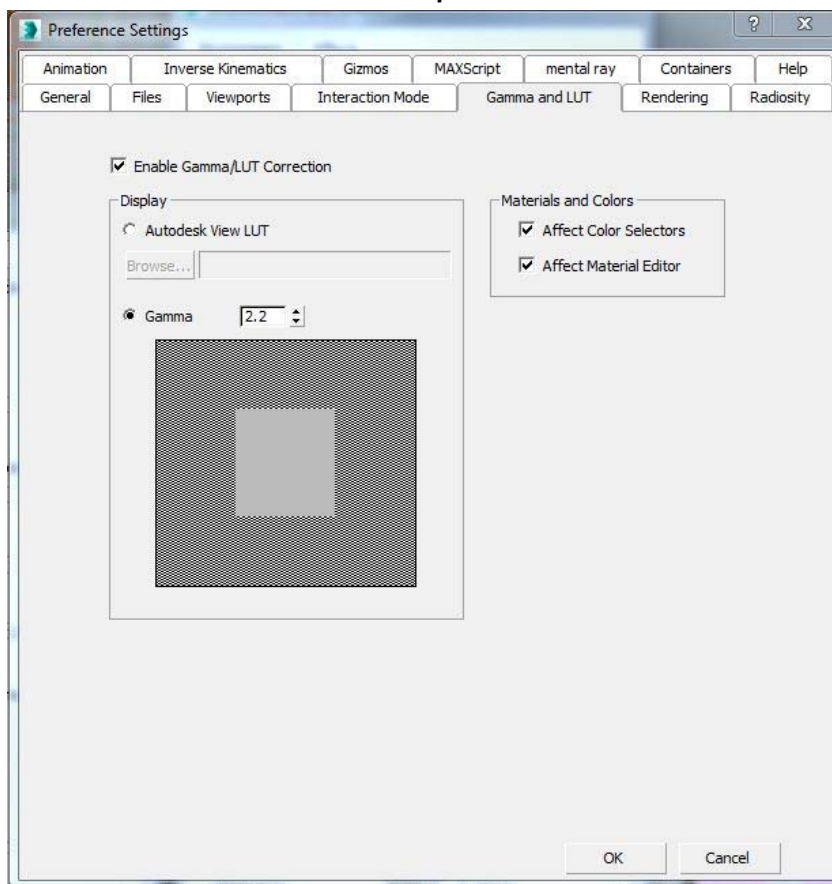 Preference Settings
Animation Inverse Kinematics Gizmos MAXScript mental ray Containers Help
General Files Viewports Interaction Mode Gamma and LUT Rendering Radiosity
Enable Gamma/LUT Correction
Display
Autodesk View LUT
Browse...
Gamma 2.2
Materials and Colors
Affect Color Selectors
Affect Material Editor
OK Cancel